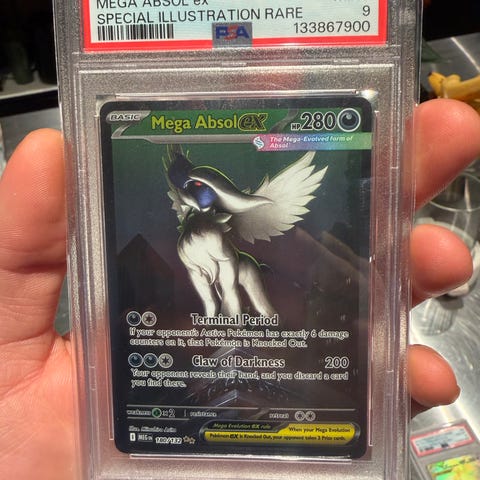 MEGA ABSOL ex
SPECIAL ILLUSTRATION RARE 9
PSA 133867900
BASIC Mega Absol ex HP 280
The Mega-Evolved form of
Absol
Terminal Period
If your opponent's Active Pokémon has exactly 6 damage
counters on it, that Pokémon is Knocked Out.
Claw of Darkness 200
Your opponent reveals their hand, and you discard a card
you find there.
weakness ×2 resistance retreat
Mega Evolution ex rule
When your Mega Evolution
Pokémon ex is Knocked Out, your opponent takes 3 Prize cards.
MEG EN 180/132